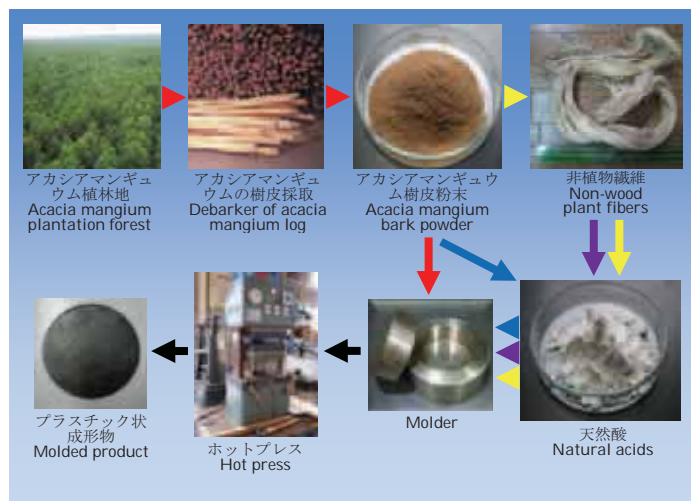 アカシアマンギュ
ウム植林地
Acacia mangium
plantation forest
アカシアマンギュ
ウムの樹皮採取
Debarker of acacia
mangium log
アカシアマンギュウ
ム樹皮粉末
Acacia mangium
bark powder
非植物繊維
Non-wood
plant fibers
プラスチック状
成形物
Molded product
ホットプレス
Hot press
Molder
天然酸
Natural acids